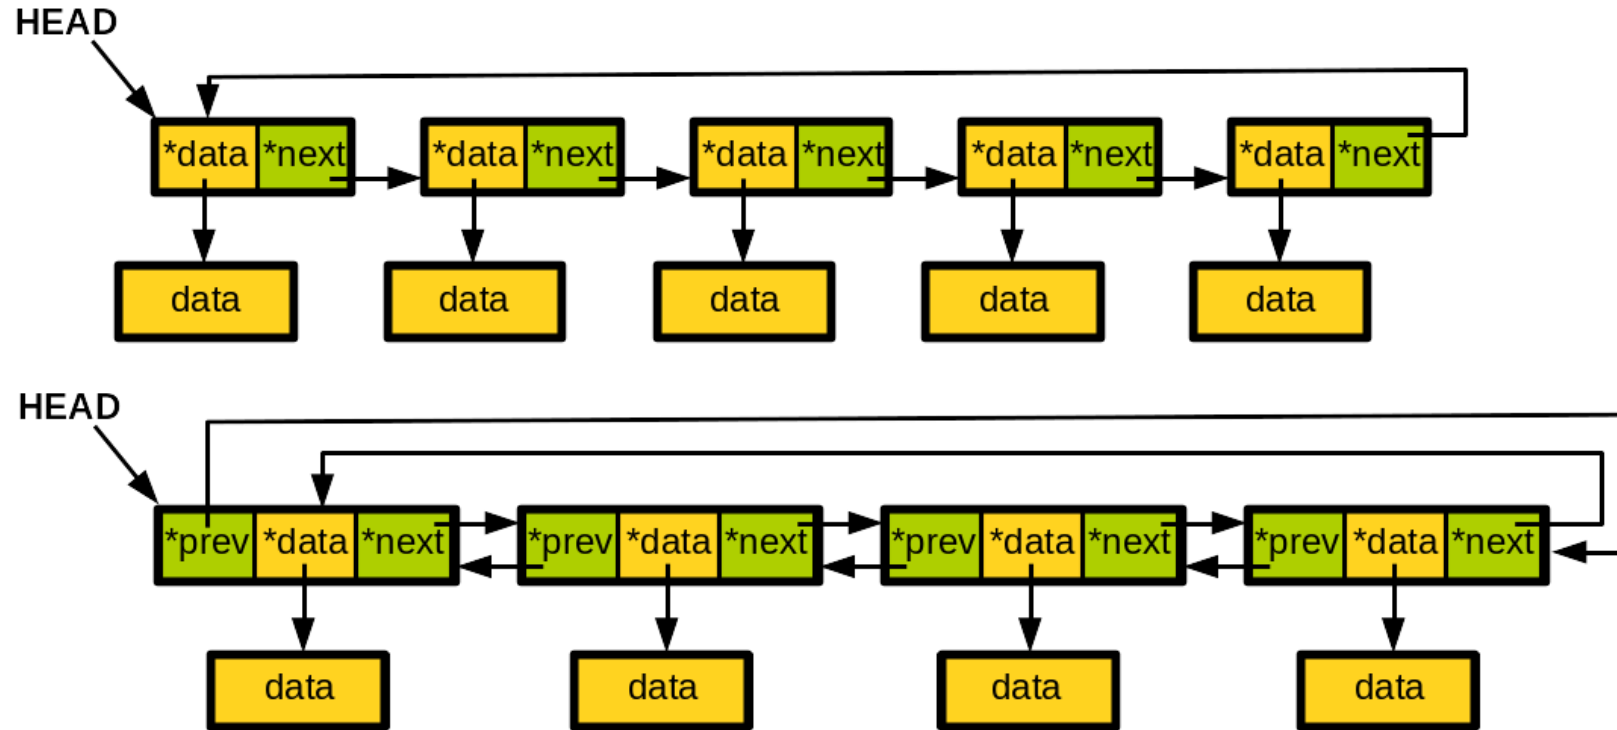 HEAD
*data *next *data *next *data *next *data *next *data *next
data data data data data
HEAD
*prev *data *next *prev *data *next *prev *data *next *prev *data *next
data data data data